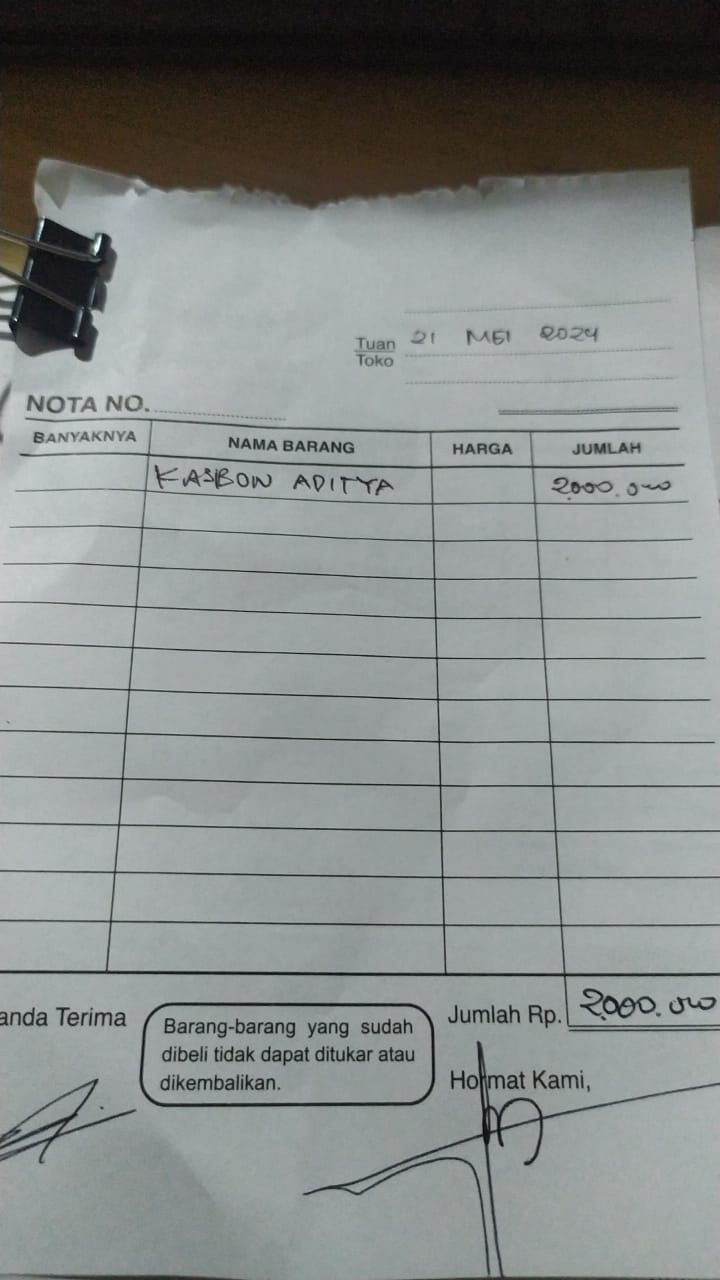 21 MEI 2024
Tuan
Toko
NOTA NO.
BANYAKNYA NAMA BARANG HARGA JUMLAH
KASBON ADITYA 2000.000
anda Terima
Barang-barang yang sudah
dibeli tidak dapat ditukar atau
dikembalikan.
Jumlah Rp. 2000.000
Hormat Kami,